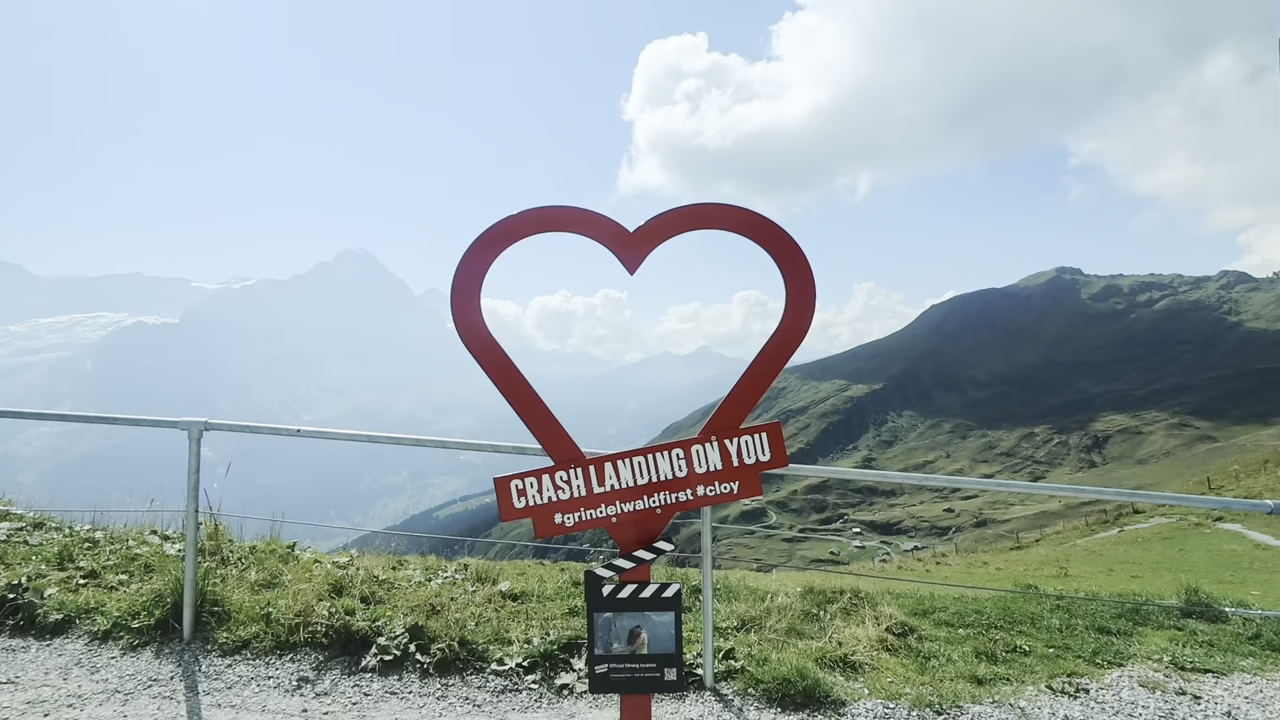 CRASH LANDING ON YOU
#grindelwaldfirst #cloy
Official filming location